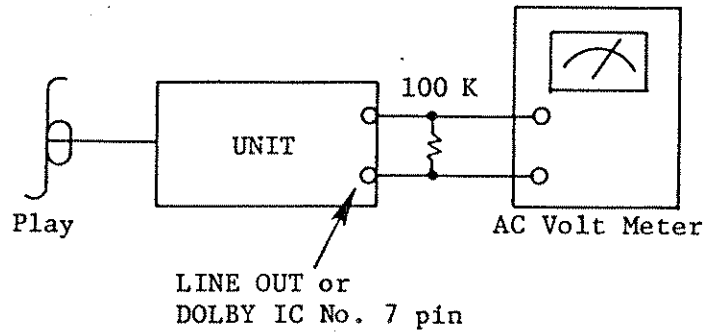 100 K
UNIT
Play
AC Volt Meter
LINE OUT or
DOLBY IC No. 7 pin